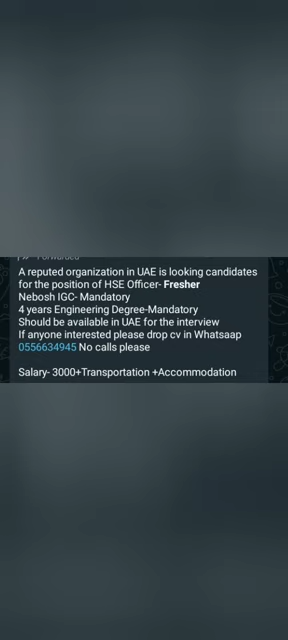 Forwarded
A reputed organization in UAE is looking candidates
for the position of HSE Officer- Fresher
Nebosh IGC- Mandatory
4 years Engineering Degree-Mandatory
Should be available in UAE for the interview
If anyone interested please drop cv in Whatsaap
0556634945 No calls please
Salary- 3000+Transportation +Accommodation